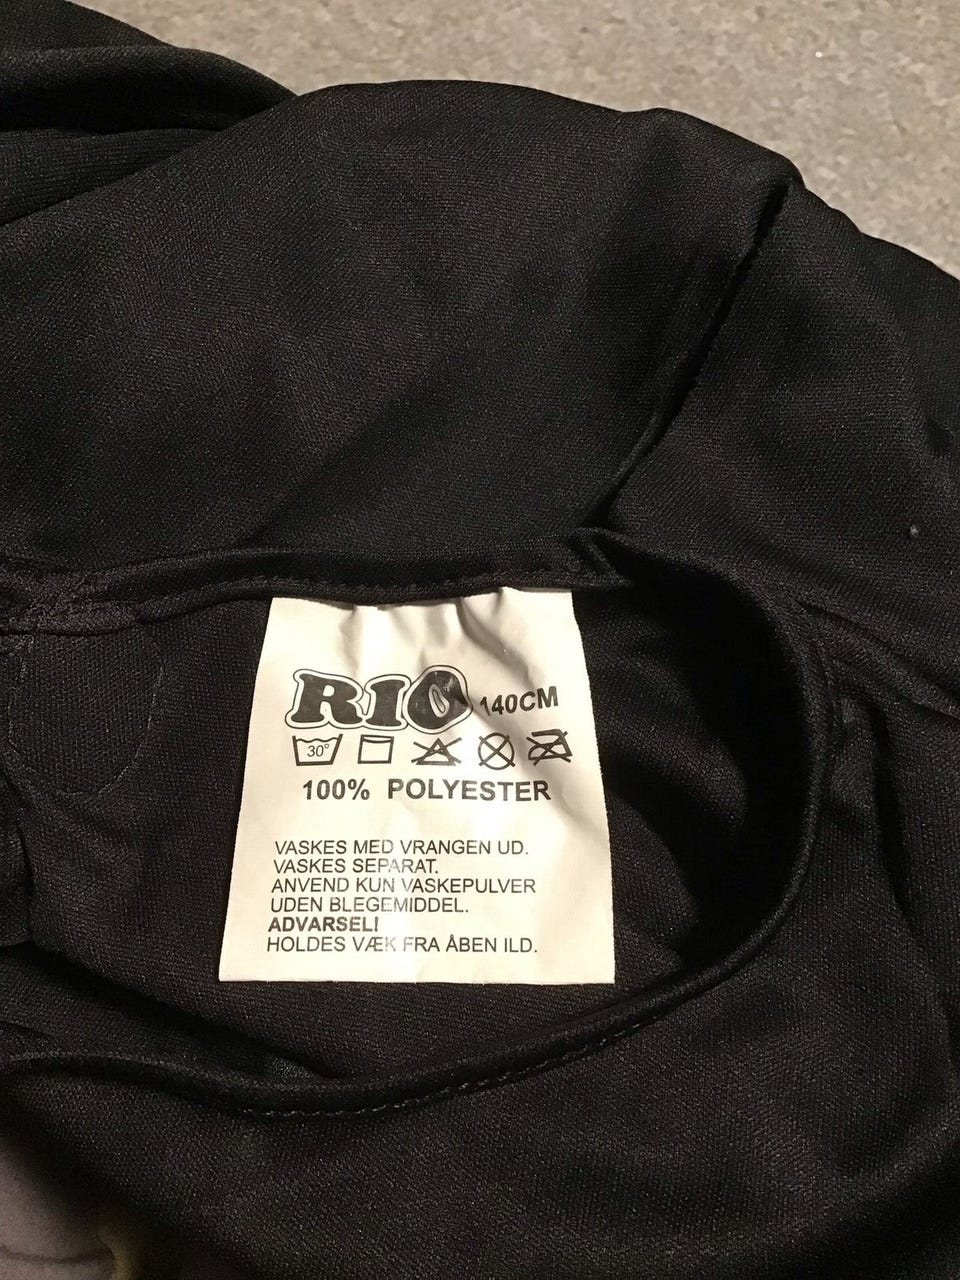 RIO 140CM
30°
100% POLYESTER
VASKES MED VRANGEN UD.
VASKES SEPARAT.
ANVEND KUN VASKEPULVER
UDEN BLEGEMIDDEL.
ADVARSEL!
HOLDES VÆK FRA ÅBEN ILD.